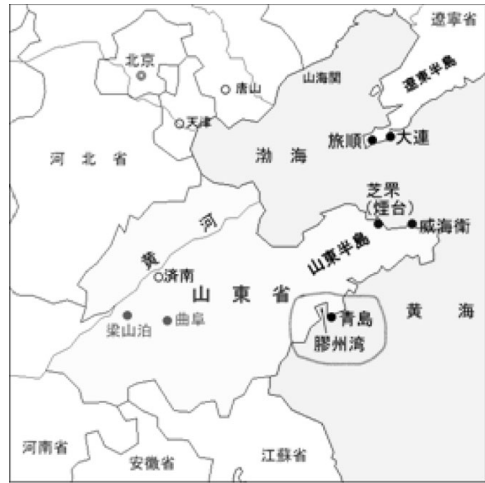 遼寧省
北京
唐山
山海関
遼東半島
天津
旅順
大連
河北省
渤海
芝罘
(煙台)
威海衛
黄河
山東半島
済南
山東省
黄海
青島
梁山泊
曲阜
膠州湾
河南省
安徽省
江蘇省